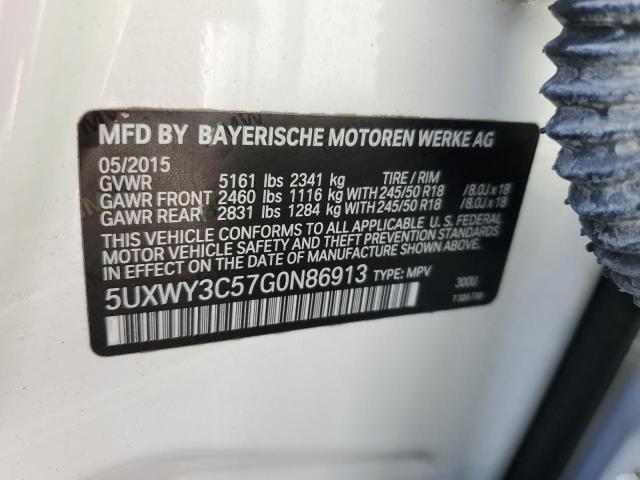 MFD BY BAYERISCHE MOTOREN WERKE AG
05/2015
GVWR 5161 lbs 2341 kg TIRE / RIM
GAWR FRONT 2460 lbs 1116 kg WITH 245/50 R18 /8.0J x 18
GAWR REAR 2831 lbs 1284 kg WITH 245/50 R18 /8.0J x 18
THIS VEHICLE CONFORMS TO ALL APPLICABLE U. S. FEDERAL
MOTOR VEHICLE SAFETY AND THEFT PREVENTION STANDARDS
IN EFFECT ON THE DATE OF MANUFACTURE SHOWN ABOVE
5UXWY3C57G0N86913 TYPE: MPV 300U